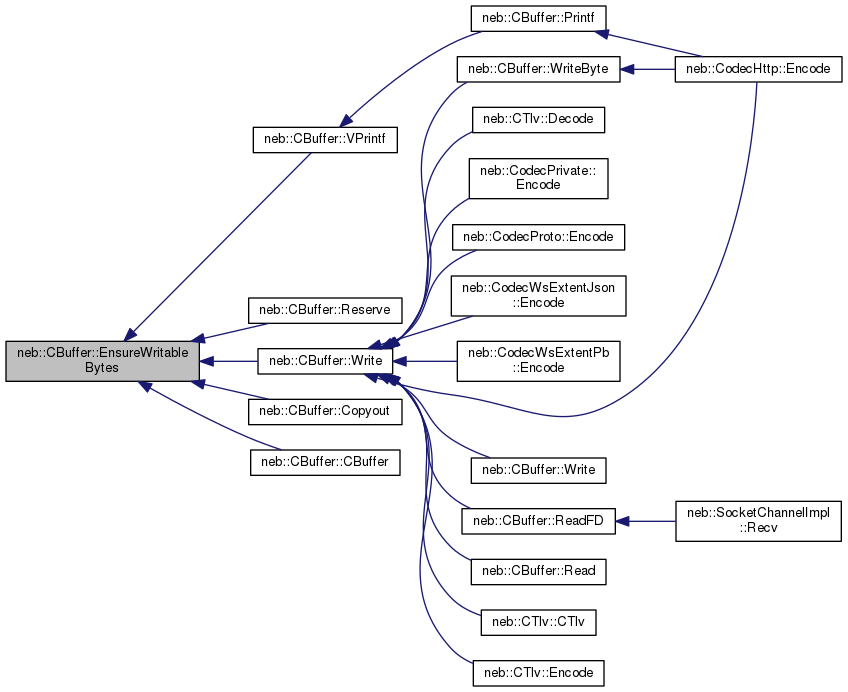 neb::CBuffer::Printf
neb::CBuffer::WriteByte
neb::CodecHttp::Encode
neb::CTlv::Decode
neb::CBuffer::VPrintf
neb::CodecPrivate::
Encode
neb::CodecProto::Encode
neb::CodecWsExtentJson
::Encode
neb::CBuffer::Reserve
neb::CBuffer::EnsureWritable
Bytes
neb::CBuffer::Write
neb::CodecWsExtentPb
::Encode
neb::CBuffer::Copyout
neb::CBuffer::CBuffer
neb::CBuffer::Write
neb::CBuffer::ReadFD
neb::SocketChannelImpl
::Recv
neb::CBuffer::Read
neb::CTlv::CTlv
neb::CTlv::Encode